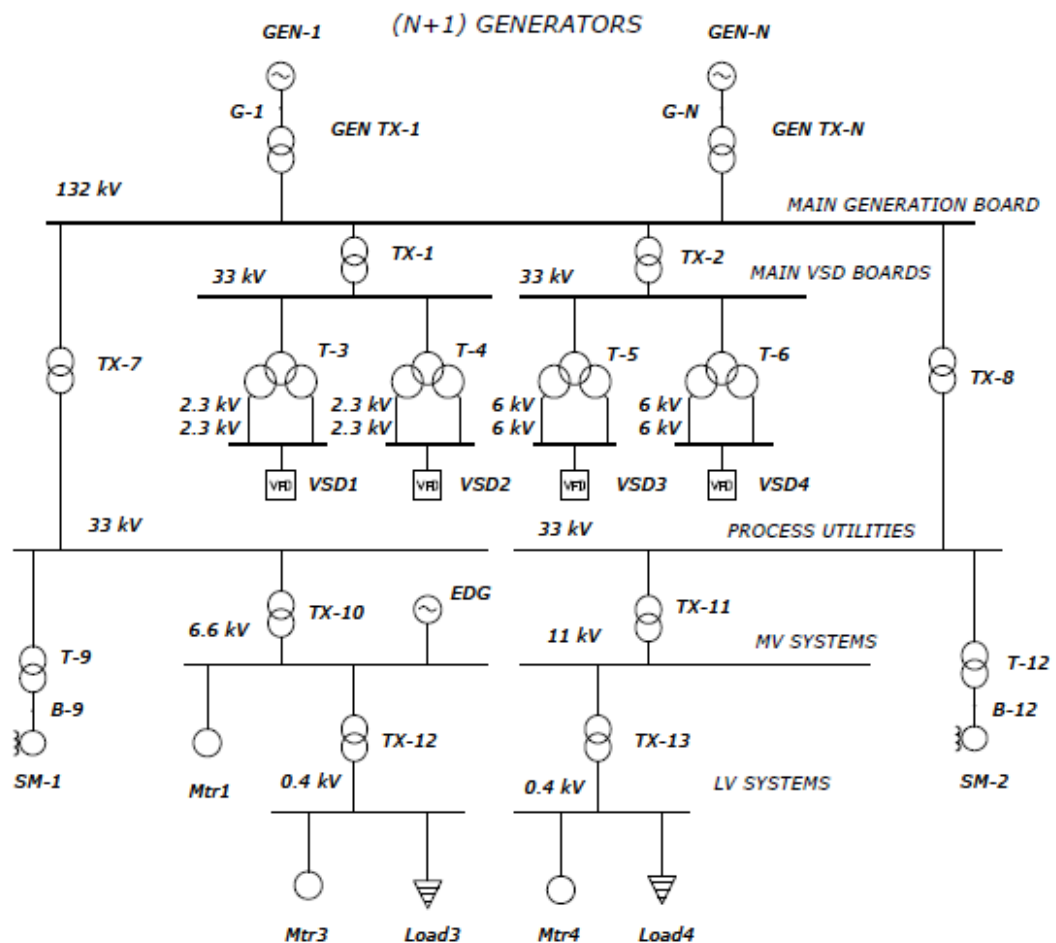 (N+1) GENERATORS
GEN-1
GEN-N
G-1
GEN TX-1
G-N
GEN TX-N
132 kV
MAIN GENERATION BOARD
TX-1
TX-2
33 kV
33 kV
MAIN VSD BOARDS
TX-7
T-3
T-4
T-5
T-6
TX-8
2.3 kV
2.3 kV
2.3 kV
2.3 kV
6 kV
6 kV
6 kV
6 kV
VFD
VSD1
VFD
VSD2
VFD
VSD3
VFD
VSD4
33 kV
33 kV
PROCESS UTILITIES
TX-10
EDG
TX-11
6.6 kV
11 kV
MV SYSTEMS
T-9
T-12
B-9
B-12
TX-12
TX-13
SM-1
Mtr1
0.4 kV
0.4 kV
LV SYSTEMS
SM-2
Mtr3
Load3
Mtr4
Load4